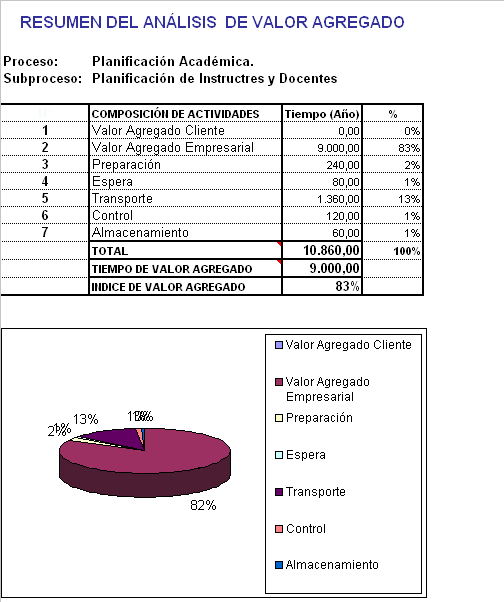 RESUMEN DEL ANÁLISIS DE VALOR AGREGADO
Proceso: Planificación Académica.
Subproceso: Planificación de Instructres y Docentes
COMPOSICIÓN DE ACTIVIDADES Tiempo (Año) %
1 Valor Agregado Cliente 0,00 0%
2 Valor Agregado Empresarial 9.000,00 83%
3 Preparación 240,00 2%
4 Espera 80,00 1%
5 Transporte 1.360,00 13%
6 Control 120,00 1%
7 Almacenamiento 60,00 1%
TOTAL 10.860,00 100%
TIEMPO DE VALOR AGREGADO 9.000,00
INDICE DE VALOR AGREGADO 83%
Valor Agregado Cliente
Valor Agregado
Empresarial
Preparación
Espera
Transporte
Control
Almacenamiento
13%
2%
1%
82%